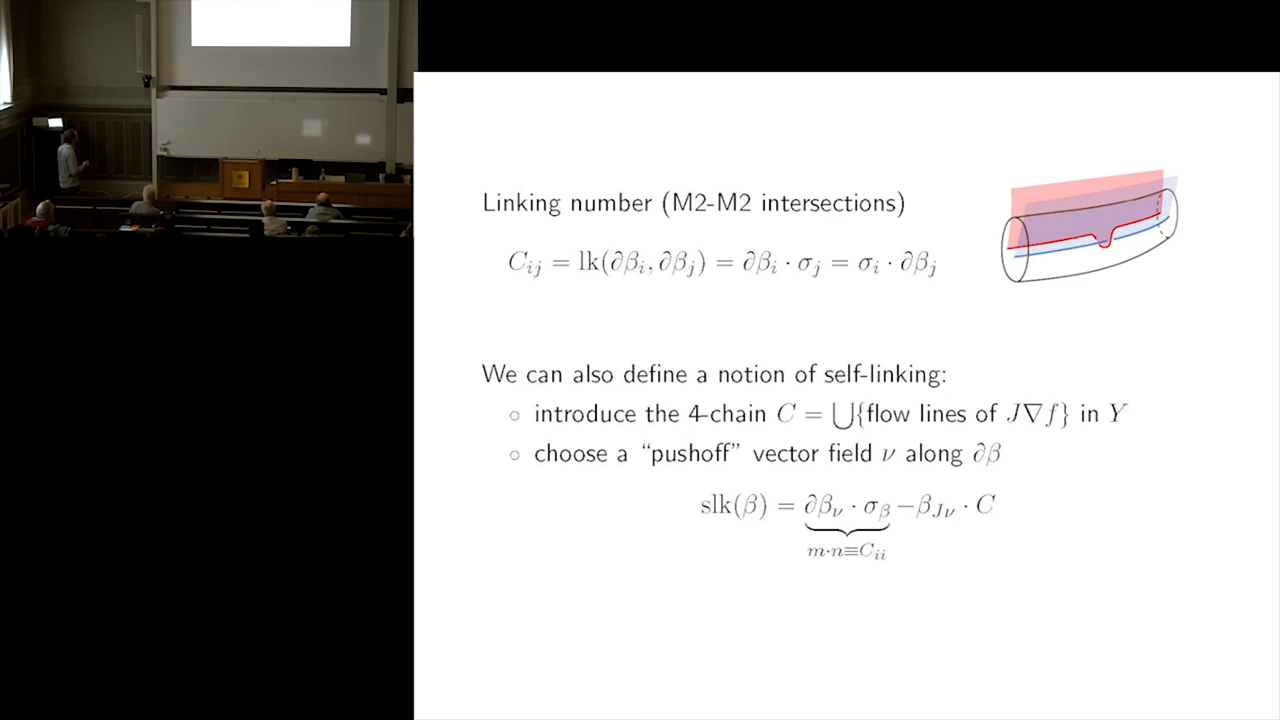 Linking number (M2-M2 intersections)
C_{ij} = lk(∂β_i, ∂β_j) = ∂β_i · σ_j = σ_i · ∂β_j
We can also define a notion of self-linking:
○ introduce the 4-chain C = ⋃{flow lines of J∇f} in Y
○ choose a “pushoff” vector field ν along ∂β
slk(β) = ∂β_ν · σ_β −β_{Jν} · C
m·n≡C_{ii}